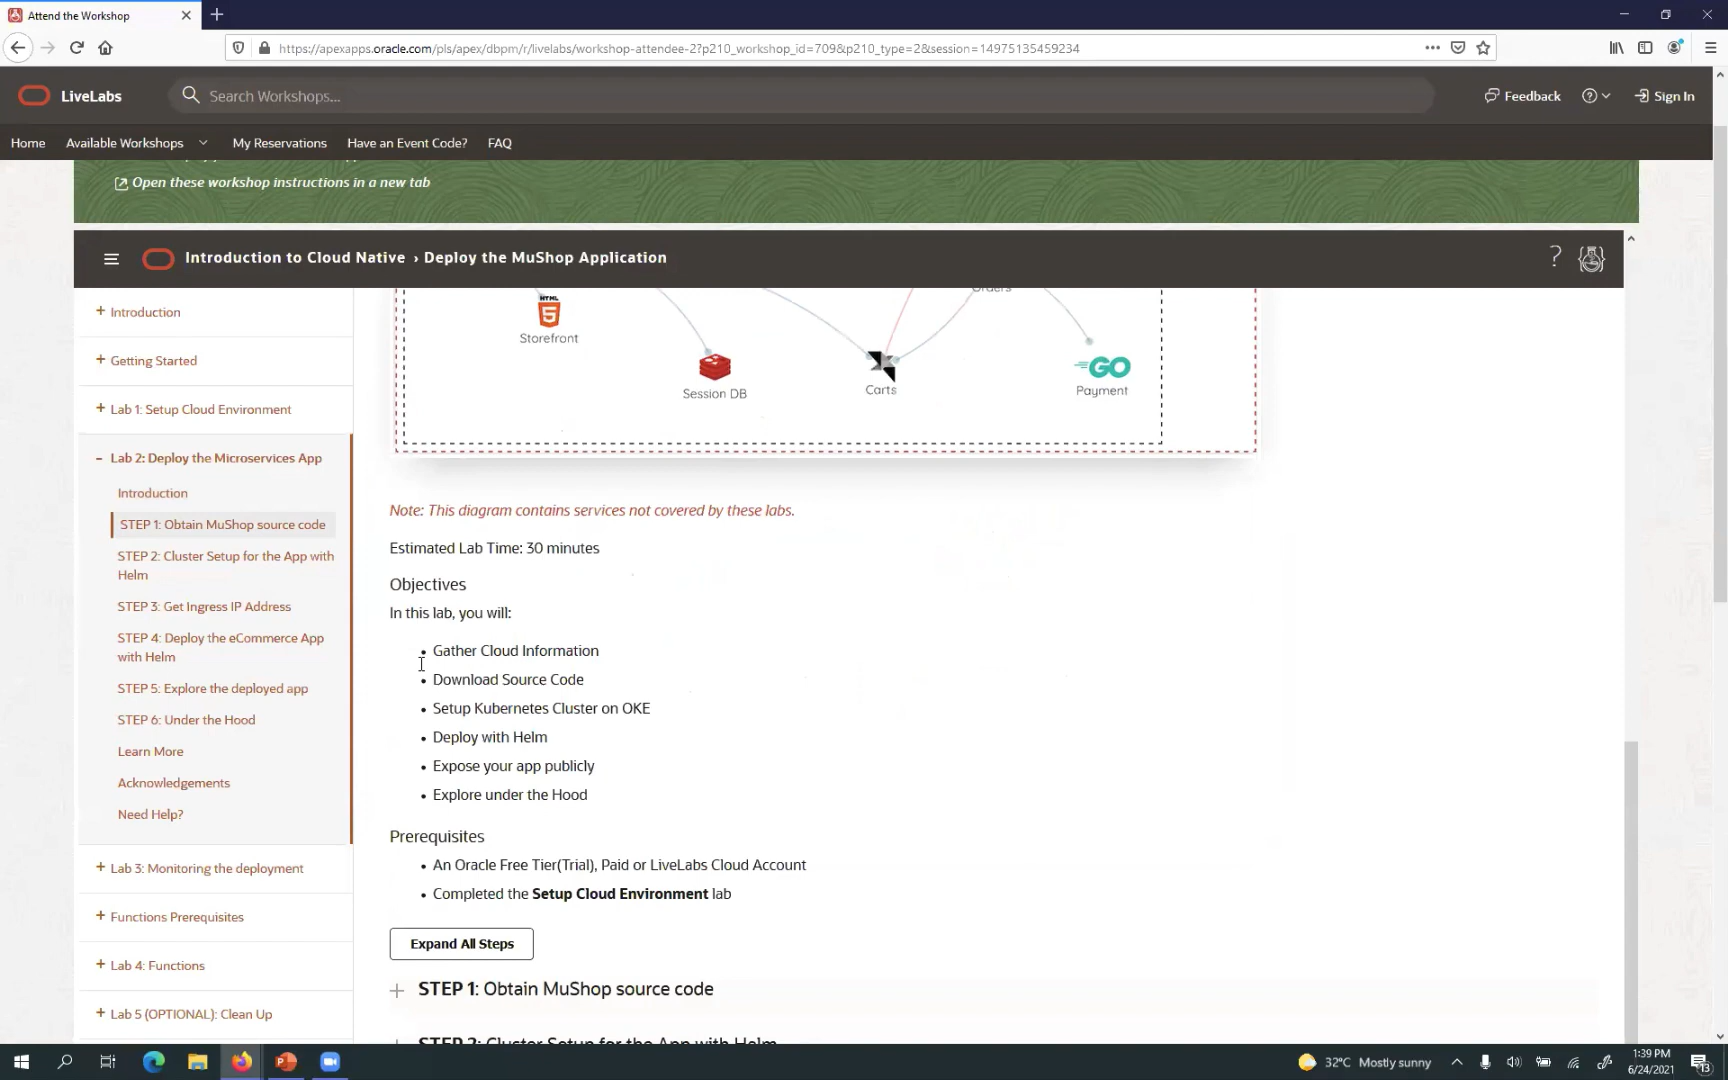 Attend the Workshop
https://apexapps.oracle.com/pls/apex/dbpm/r/livelabs/workshop-attendee-2?p210_workshop_id=709&p210_type=2&session=14975135459234
LiveLabs
Search Workshops...
Feedback
Sign In
Home
Available Workshops
My Reservations
Have an Event Code?
FAQ
Open these workshop instructions in a new tab
Introduction to Cloud Native › Deploy the MuShop Application
Introduction
Getting Started
Lab 1: Setup Cloud Environment
Lab 2: Deploy the Microservices App
Introduction
STEP 1: Obtain MuShop source code
STEP 2: Cluster Setup for the App with
Helm
STEP 3: Get Ingress IP Address
STEP 4: Deploy the eCommerce App
with Helm
STEP 5: Explore the deployed app
STEP 6: Under the Hood
Learn More
Acknowledgements
Need Help?
Lab 3: Monitoring the deployment
Functions Prerequisites
Lab 4: Functions
Lab 5 (OPTIONAL): Clean Up
Orders
HTML
5
Storefront
Session DB
Carts
GO
Payment
Note: This diagram contains services not covered by these labs.
Estimated Lab Time: 30 minutes
Objectives
In this lab, you will:
• Gather Cloud Information
• Download Source Code
• Setup Kubernetes Cluster on OKE
• Deploy with Helm
• Expose your app publicly
• Explore under the Hood
Prerequisites
• An Oracle Free Tier(Trial), Paid or LiveLabs Cloud Account
• Completed the Setup Cloud Environment lab
Expand All Steps
STEP 1: Obtain MuShop source code
STEP 2: Cluster Setup for the App with Helm
32°C Mostly sunny
1:39 PM
6/24/2021
13